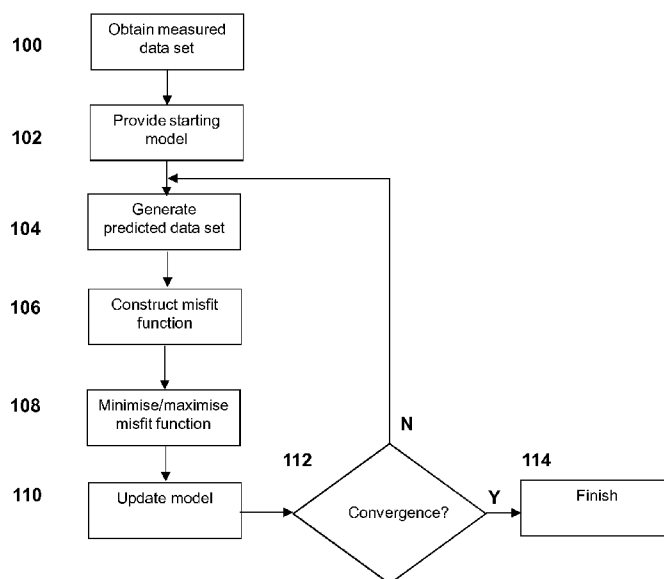 100
Obtain measured
data set
102
Provide starting
model
104
Generate
predicted data set
106
Construct misfit
function
108
Minimise/maximise
misfit function
110
Update model
112
Convergence?
N
Y
114
Finish